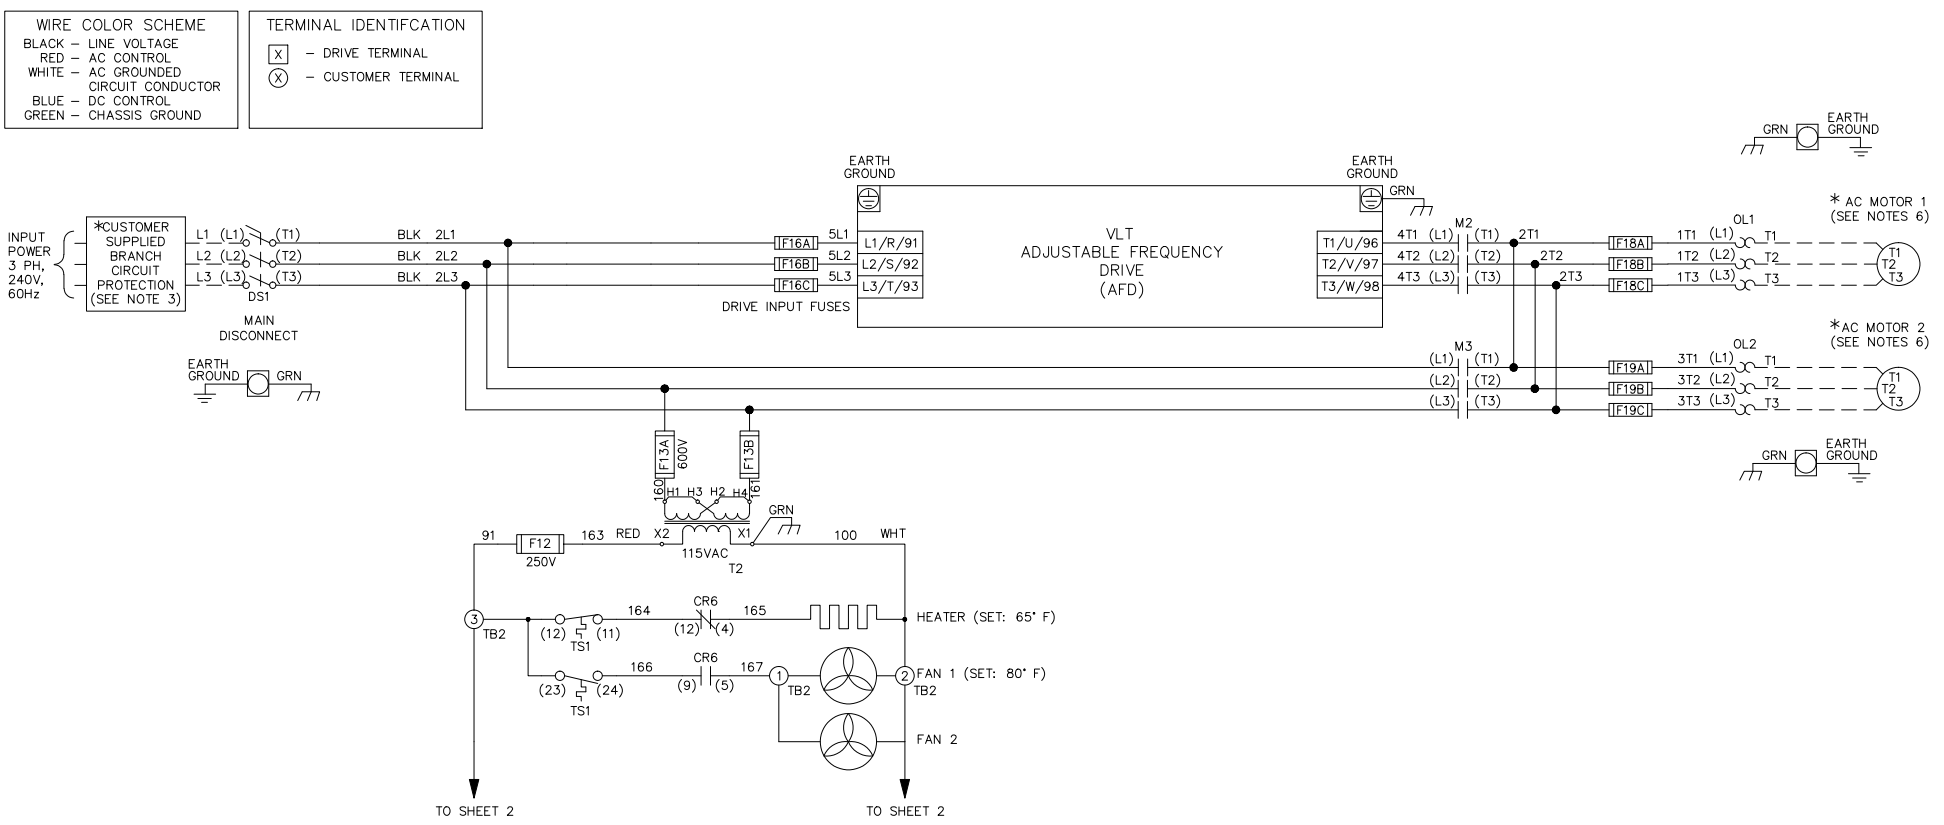 WIRE COLOR SCHEME
BLACK – LINE VOLTAGE
RED – AC CONTROL
WHITE – AC GROUNDED
CIRCUIT CONDUCTOR
BLUE – DC CONTROL
GREEN – CHASSIS GROUND
TERMINAL IDENTIFCATION
X – DRIVE TERMINAL
X – CUSTOMER TERMINAL
INPUT
POWER
3 PH,
240V,
60Hz
*CUSTOMER
SUPPLIED
BRANCH
CIRCUIT
PROTECTION
(SEE NOTE 3)
L1 (L1) (T1) BLK 2L1
L2 (L2) (T2) BLK 2L2
L3 (L3) (T3) BLK 2L3
DS1
MAIN
DISCONNECT
EARTH
GROUND GRN
F16A 5L1
F16B 5L2
F16C 5L3
DRIVE INPUT FUSES
EARTH
GROUND
L1/R/91
L2/S/92
L3/T/93
VLT
ADJUSTABLE FREQUENCY
DRIVE
(AFD)
EARTH
GROUND
GRN
T1/U/96
T2/V/97
T3/W/98
M2
4T1 (L1) (T1) 2T1
4T2 (L2) (T2) 2T2
4T3 (L3) (T3) 2T3
F18A
F18B
F18C
OL1
1T1 (L1) T1
1T2 (L2) T2
1T3 (L3) T3
T1
T2
T3
GRN EARTH
GROUND
* AC MOTOR 1
(SEE NOTES 6)
M3
(L1) (T1)
(L2) (T2)
(L3) (T3)
F19A
F19B
F19C
OL2
3T1 (L1) T1
3T2 (L2) T2
3T3 (L3) T3
T1
T2
T3
*AC MOTOR 2
(SEE NOTES 6)
GRN EARTH
GROUND
F13A
600V
F13B
160
161
H1 H3 H2 H4
GRN
91 F12 163 RED X2 X1 100 WHT
250V
115VAC
T2
3
TB2
(12) (11)
TS1
164
CR6
(12) (4)
165
HEATER (SET: 65° F)
(23) (24)
TS1
166
CR6
(9) (5)
167
1
TB2
2
TB2
FAN 1 (SET: 80° F)
FAN 2
TO SHEET 2
TO SHEET 2